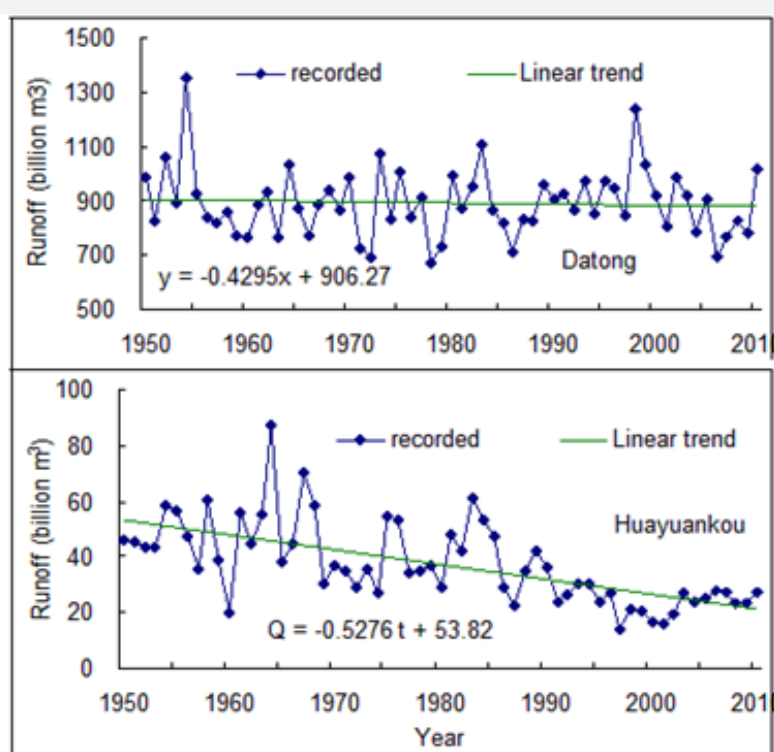 1500
1300
1100
900
700
500
Runoff (billion m3)
recorded
Linear trend
Datong
y = -0.4295x + 906.27
1950 1960 1970 1980 1990 2000
100
80
60
40
20
0
Runoff (billion m³)
recorded
Linear trend
Huayuankou
Q = -0.5276 t + 53.82
1950 1960 1970 1980 1990 2000
Year